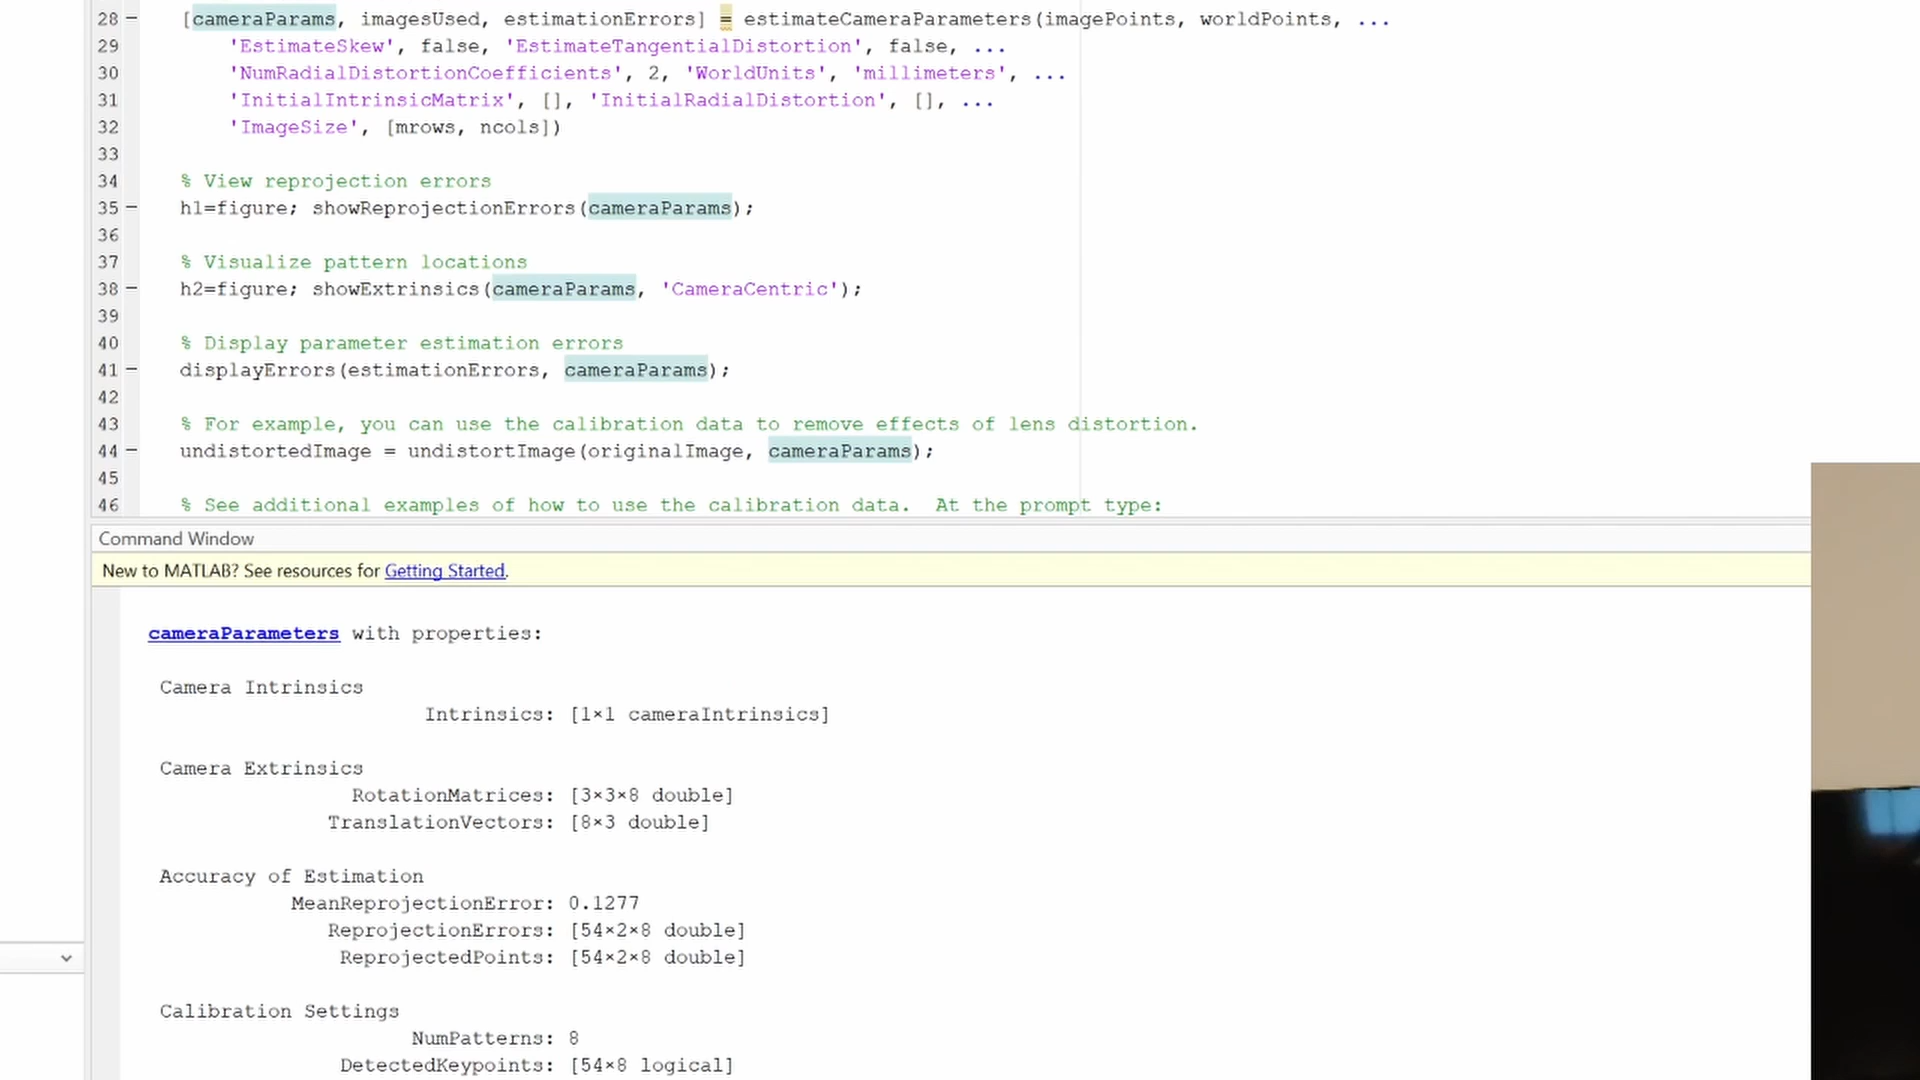 28 [cameraParams, imagesUsed, estimationErrors] = estimateCameraParameters(imagePoints, worldPoints, ...
29 'EstimateSkew', false, 'EstimateTangentialDistortion', false, ...
30 'NumRadialDistortionCoefficients', 2, 'WorldUnits', 'millimeters', ...
31 'InitialIntrinsicMatrix', [], 'InitialRadialDistortion', [], ...
32 'ImageSize', [mrows, ncols])
33
34 % View reprojection errors
35 h1=figure; showReprojectionErrors(cameraParams);
36
37 % Visualize pattern locations
38 h2=figure; showExtrinsics(cameraParams, 'CameraCentric');
39
40 % Display parameter estimation errors
41 displayErrors(estimationErrors, cameraParams);
42
43 % For example, you can use the calibration data to remove effects of lens distortion.
44 undistortedImage = undistortImage(originalImage, cameraParams);
45
46 % See additional examples of how to use the calibration data.  At the prompt type:
Command Window
New to MATLAB? See resources for Getting Started.
cameraParameters with properties:
Camera Intrinsics
Intrinsics: [1×1 cameraIntrinsics]
Camera Extrinsics
RotationMatrices: [3×3×8 double]
TranslationVectors: [8×3 double]
Accuracy of Estimation
MeanReprojectionError: 0.1277
ReprojectionErrors: [54×2×8 double]
ReprojectedPoints: [54×2×8 double]
Calibration Settings
NumPatterns: 8
DetectedKeypoints: [54×8 logical]